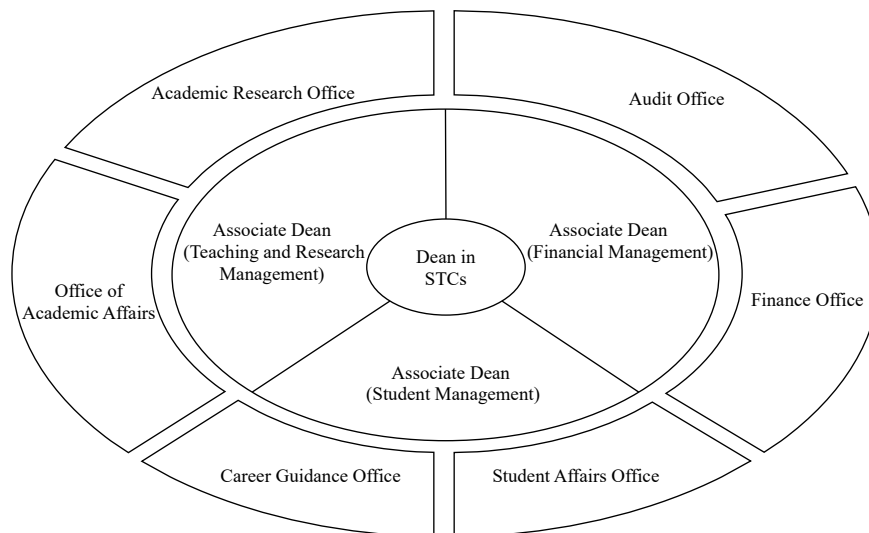 Academic Research Office
Audit Office
Associate Dean
(Teaching and Research
Management)
Associate Dean
(Financial Management)
Dean in
STCs
Office of
Academic Affairs
Finance Office
Associate Dean
(Student Management)
Career Guidance Office
Student Affairs Office